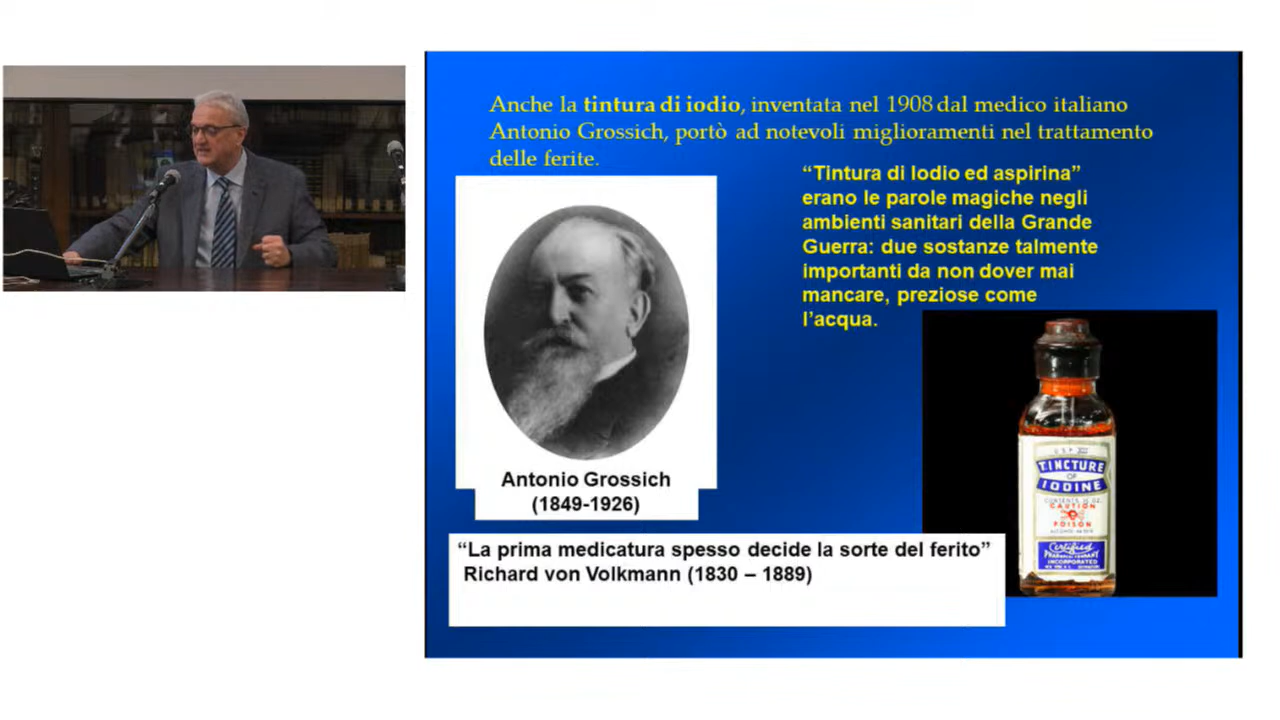 Anche la tintura di iodio, inventata nel 1908 dal medico italiano
Antonio Grossich, portò ad notevoli miglioramenti nel trattamento
delle ferite.
“Tintura di Iodio ed aspirina”
erano le parole magiche negli
ambienti sanitari della Grande
Guerra: due sostanze talmente
importanti da non dover mai
mancare, preziose come
l’acqua.
Antonio Grossich
(1849-1926)
“La prima medicatura spesso decide la sorte del ferito”
Richard von Volkmann (1830 – 1889)
TINCTURE
OF
IODINE
CAUTION
POISON
Certified
INCORPORATED